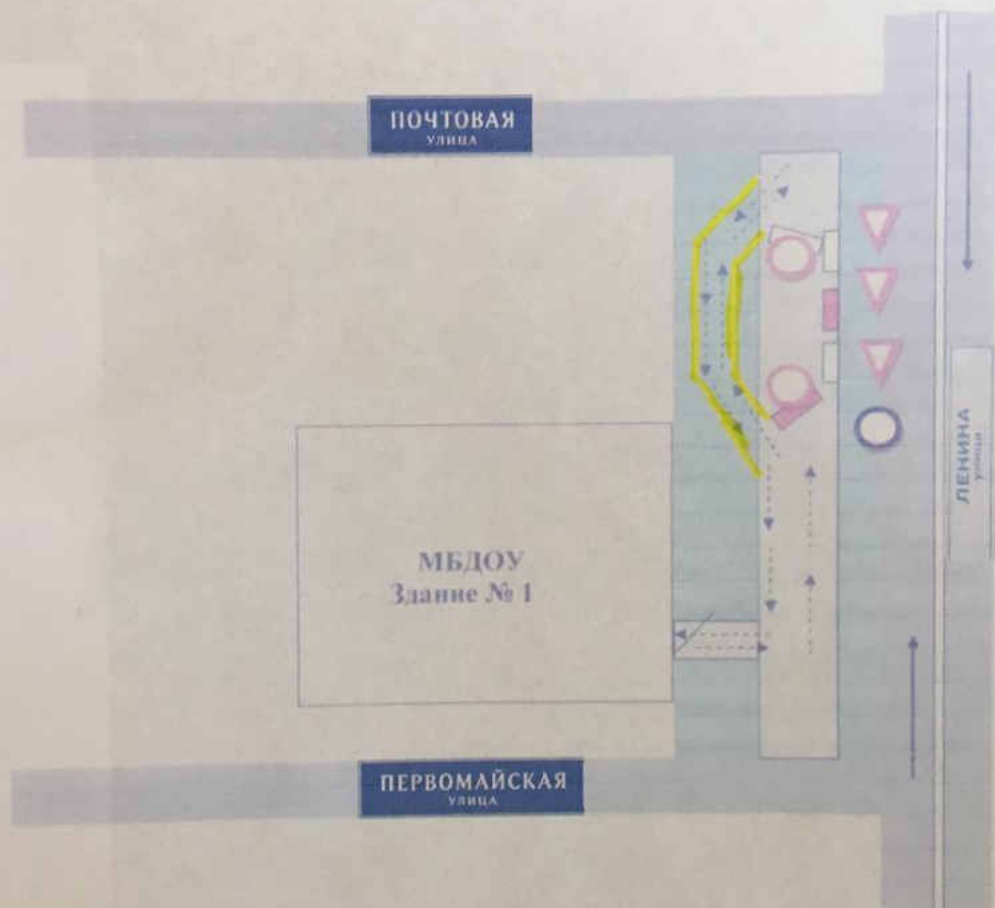 ПОЧТОВАЯ
УЛИЦА
ЛЕНИНА
УЛИЦА
МБДОУ
Здание № 1
ПЕРВОМАЙСКАЯ
УЛИЦА